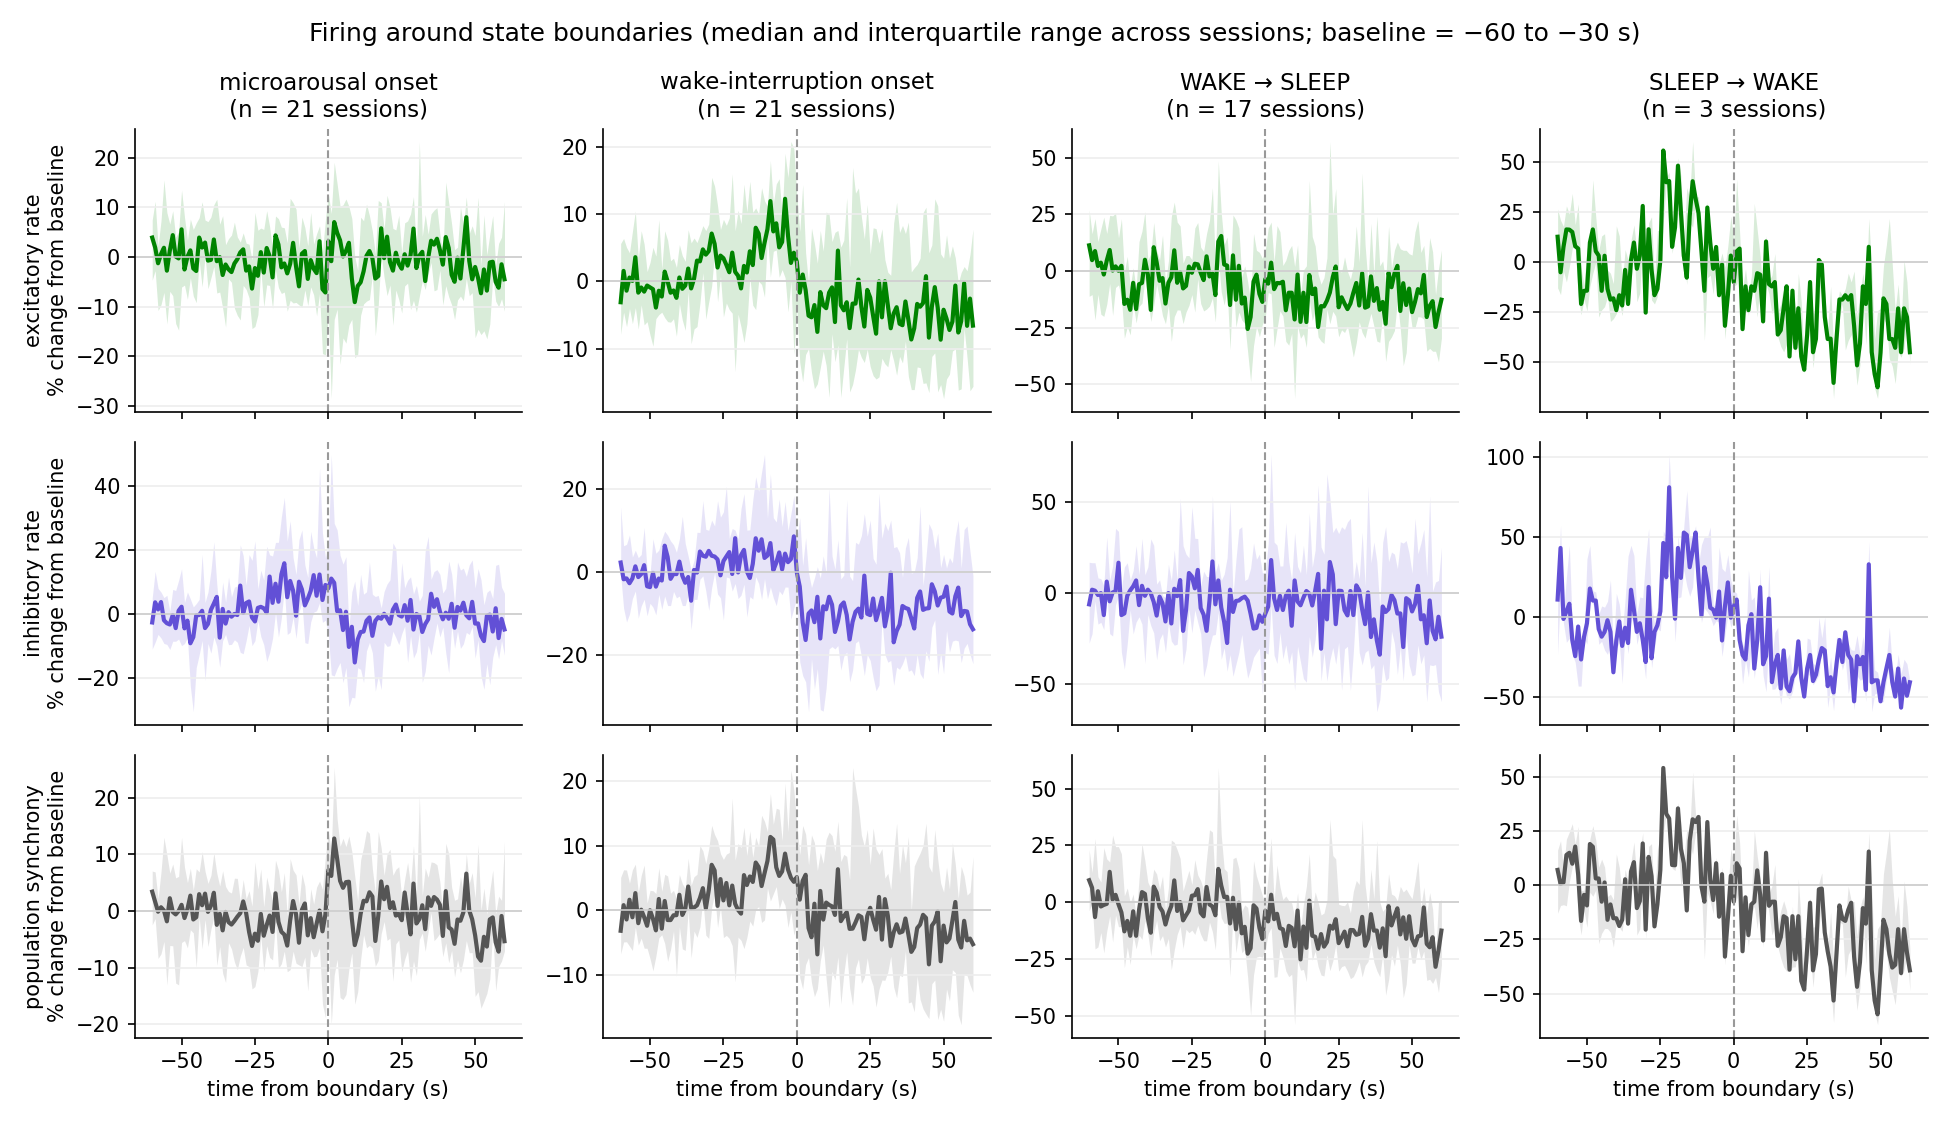 Firing around state boundaries (median and interquartile range across sessions; baseline = −60 to −30 s)
microarousal onset
(n = 21 sessions)
wake-interruption onset
(n = 21 sessions)
WAKE → SLEEP
(n = 17 sessions)
SLEEP → WAKE
(n = 3 sessions)
excitatory rate
% change from baseline
20
10
0
−10
−20
−30
20
10
0
−10
50
25
0
−25
−50
50
25
0
−25
−50
inhibitory rate
% change from baseline
40
20
0
−20
20
0
−20
50
0
−50
100
50
0
−50
population synchrony
% change from baseline
20
10
0
−10
−20
20
10
0
−10
50
25
0
−25
−50
50
25
0
−25
−50
−50 −25 0 25 50
−50 −25 0 25 50
−50 −25 0 25 50
−50 −25 0 25 50
time from boundary (s)
time from boundary (s)
time from boundary (s)
time from boundary (s)